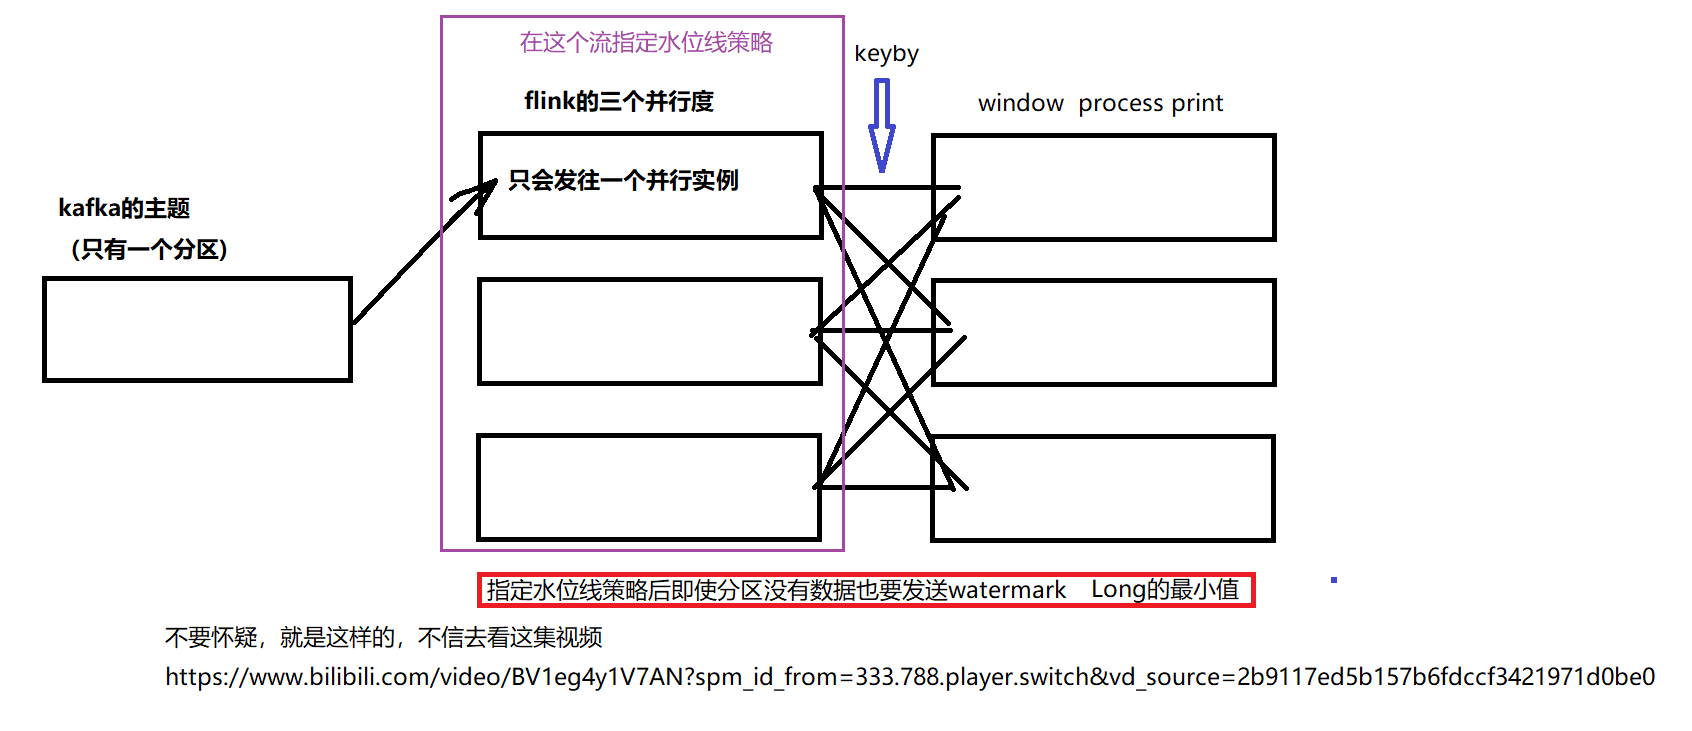 在这个流指定水位线策略
keyby
flink的三个并行度
window  process print
只会发往一个并行实例
kafka的主题
(只有一个分区)
指定水位线策略后即使分区没有数据也要发送watermark    Long的最小值
不要怀疑，就是这样的，不信去看这集视频
https://www.bilibili.com/video/BV1eg4y1V7AN?spm_id_from=333.788.player.switch&vd_source=2b9117ed5b157b6fdccf3421971d0be0